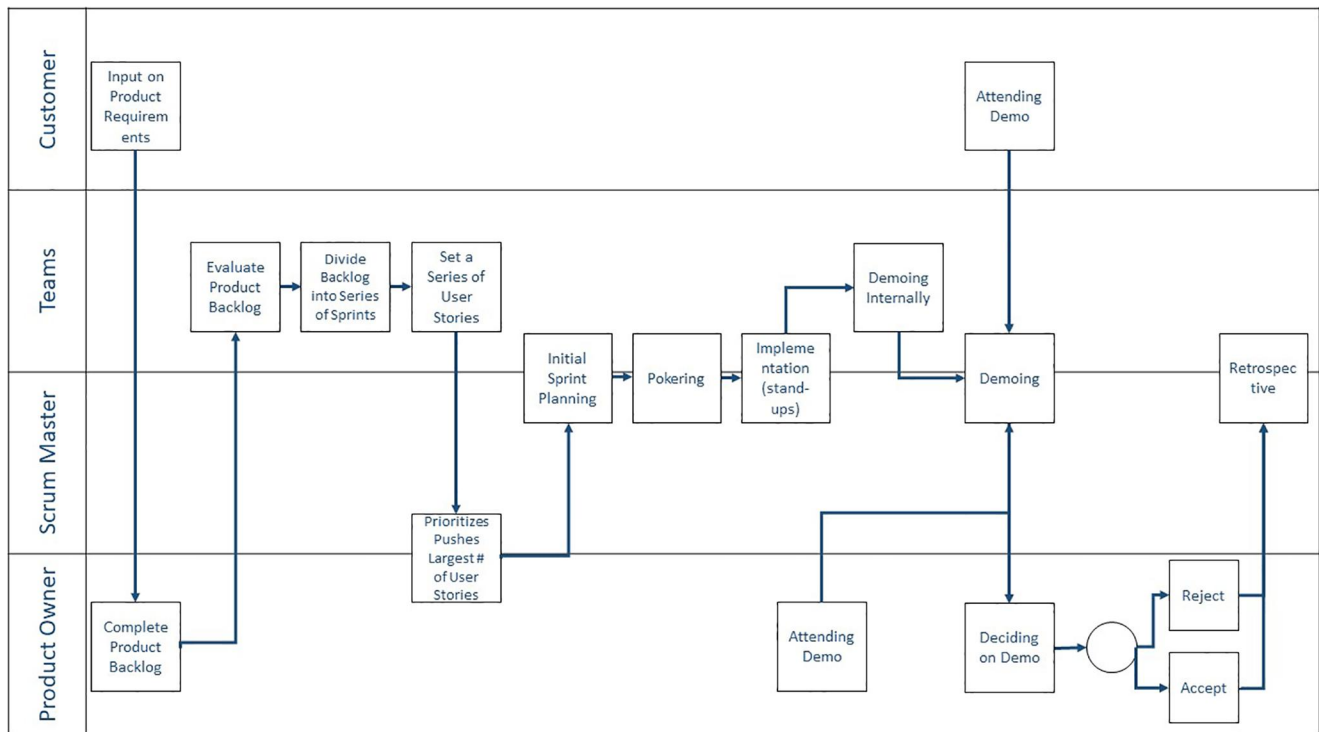 Customer
Input on
Product
Requirem
ents
Attending
Demo
Teams
Evaluate
Product
Backlog
Divide
Backlog
into Series
of Sprints
Set a
Series of
User
Stories
Demoing
Internally
Initial
Sprint
Planning
Pokering
Impleme
ntation
(stand-
ups)
Demoing
Retrospec
tive
Scrum Master
Prioritizes
Pushes
Largest #
of User
Stories
Product Owner
Complete
Product
Backlog
Attending
Demo
Deciding
on Demo
Reject
Accept